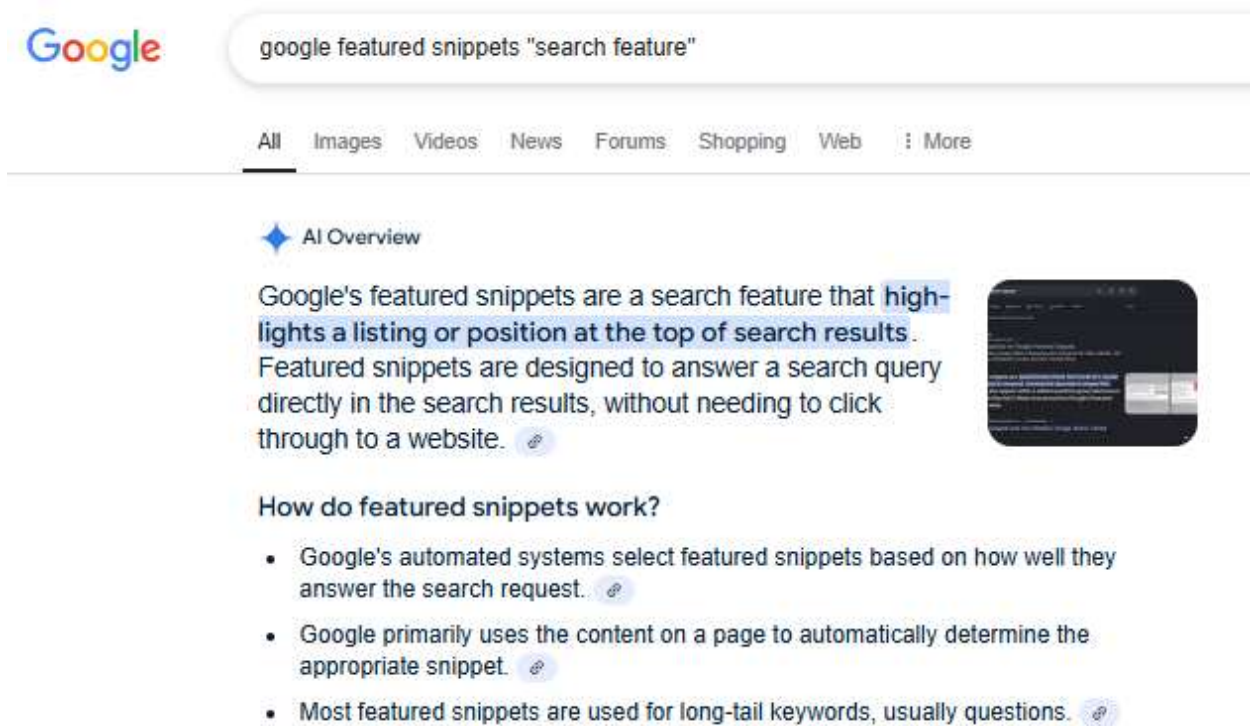 Google
google featured snippets "search feature"
All Images Videos News Forums Shopping Web More
AI Overview
Google's featured snippets are a search feature that high-
lights a listing or position at the top of search results.
Featured snippets are designed to answer a search query
directly in the search results, without needing to click
through to a website.
How do featured snippets work?
• Google's automated systems select featured snippets based on how well they
answer the search request.
• Google primarily uses the content on a page to automatically determine the
appropriate snippet.
• Most featured snippets are used for long-tail keywords, usually questions.